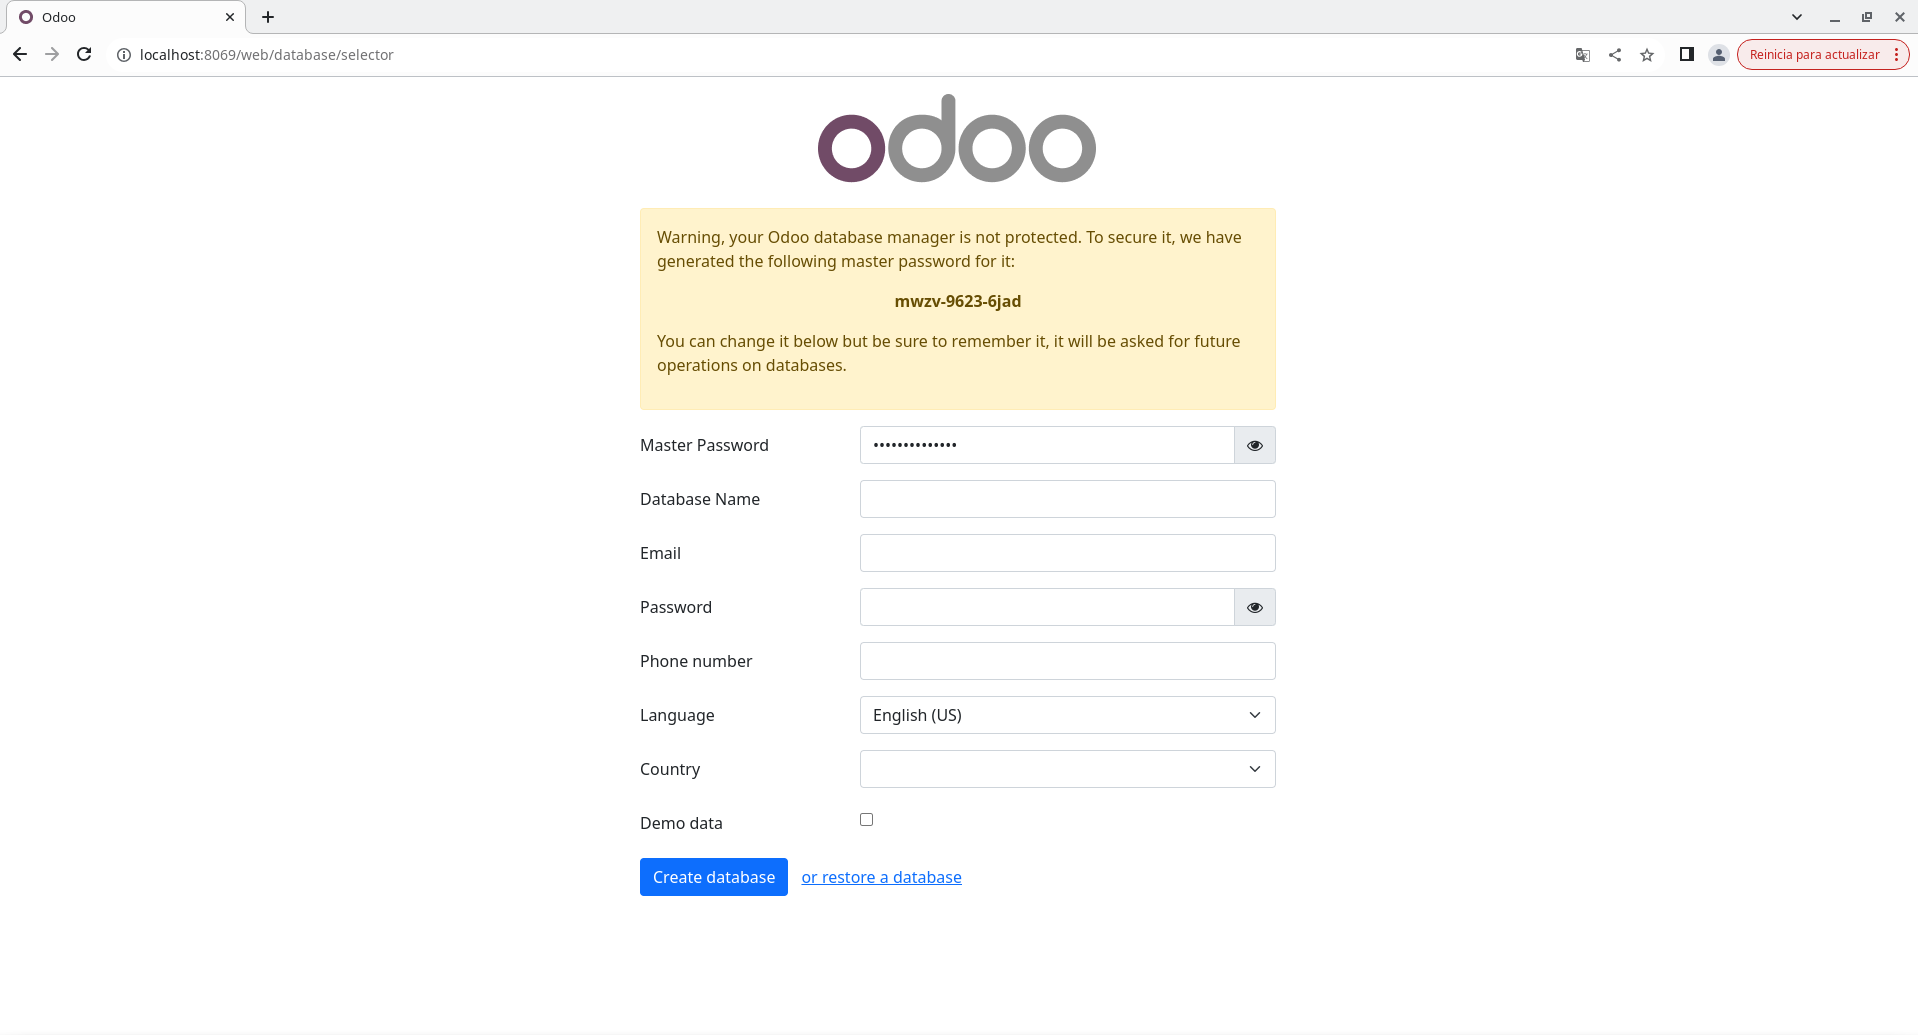 Odoo
localhost:8069/web/database/selector
Reinicia para actualizar
odoo
Warning, your Odoo database manager is not protected. To secure it, we have
generated the following master password for it:
mwzv-9623-6jad
You can change it below but be sure to remember it, it will be asked for future
operations on databases.
Master Password ••••••••••••••
Database Name
Email
Password
Phone number
Language English (US)
Country
Demo data
Create database or restore a database